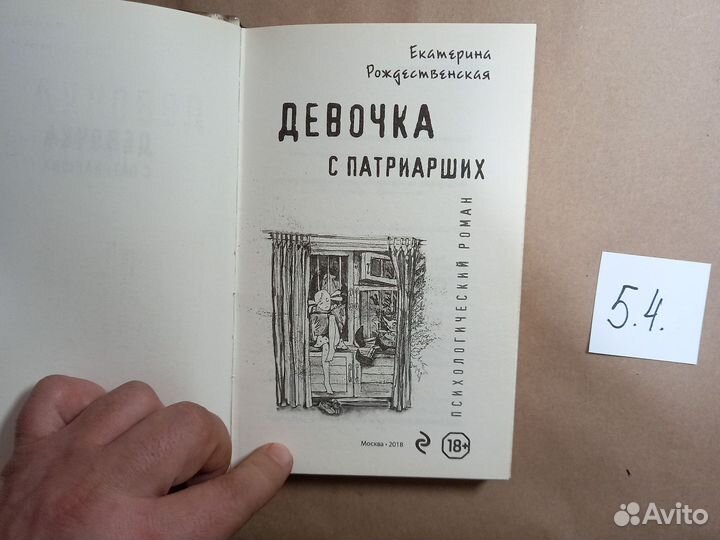 Екатерина
Рождественская
ДЕВОЧКА
С ПАТРИАРШИХ
ПСИХОЛОГИЧЕСКИЙ РОМАН
Москва • 2018
18+
5.4.
Avito